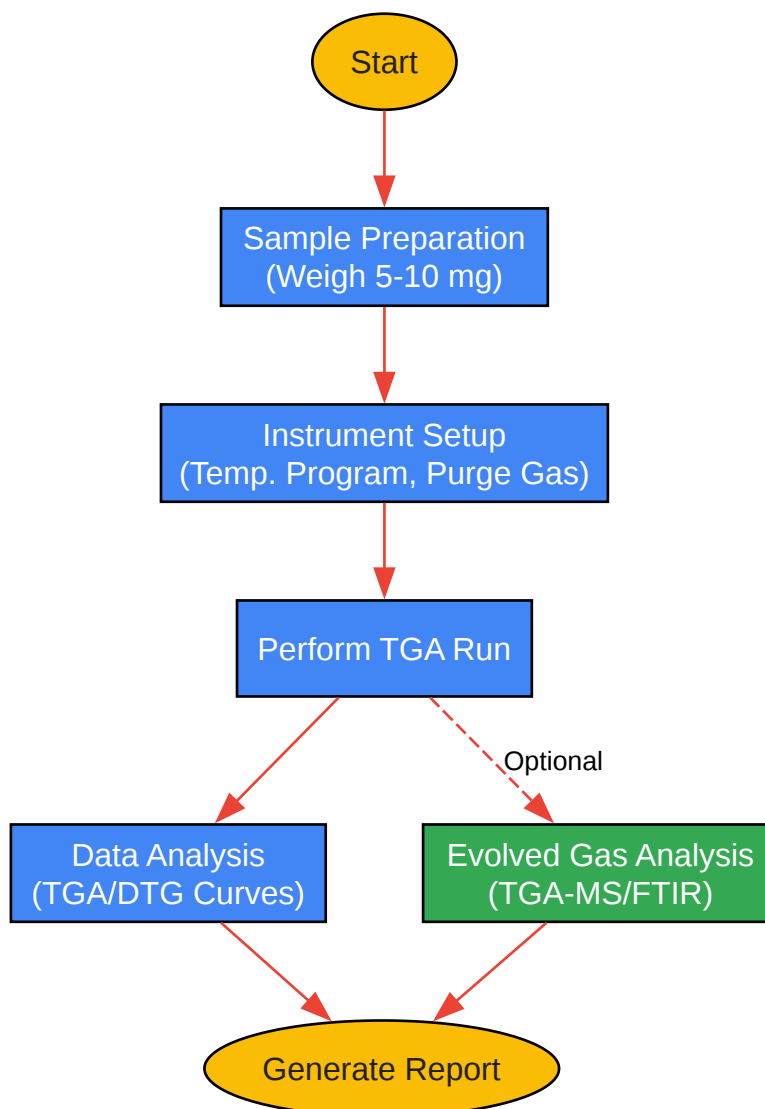 Start
Sample Preparation
(Weigh 5-10 mg)
Instrument Setup
(Temp. Program, Purge Gas)
Perform TGA Run
Optional
Data Analysis
(TGA/DTG Curves)
Evolved Gas Analysis
(TGA-MS/FTIR)
Generate Report